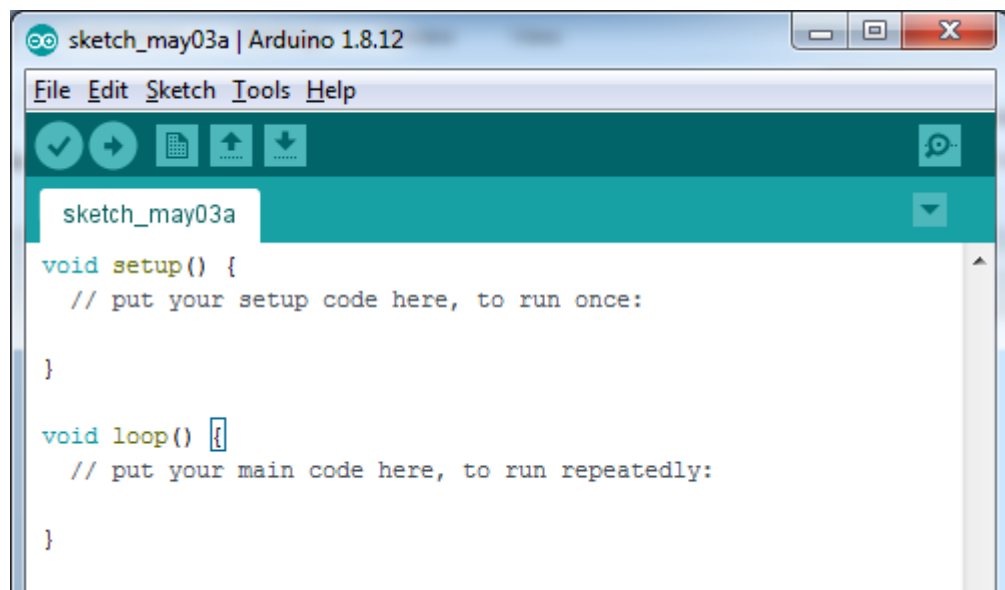 sketch_may03a | Arduino 1.8.12
File Edit Sketch Tools Help
sketch_may03a
void setup() {
  // put your setup code here, to run once:

}

void loop() {
  // put your main code here, to run repeatedly:

}